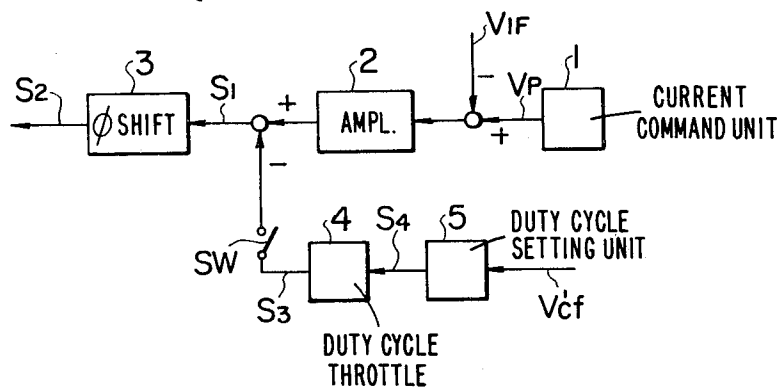 V1F
3
2
1
S2
S1
+
−
VP
+
φ SHIFT
AMPL.
CURRENT
COMMAND UNIT
−
4
S4
5
DUTY CYCLE
SETTING UNIT
SW
S3
V'cf
DUTY CYCLE
THROTTLE